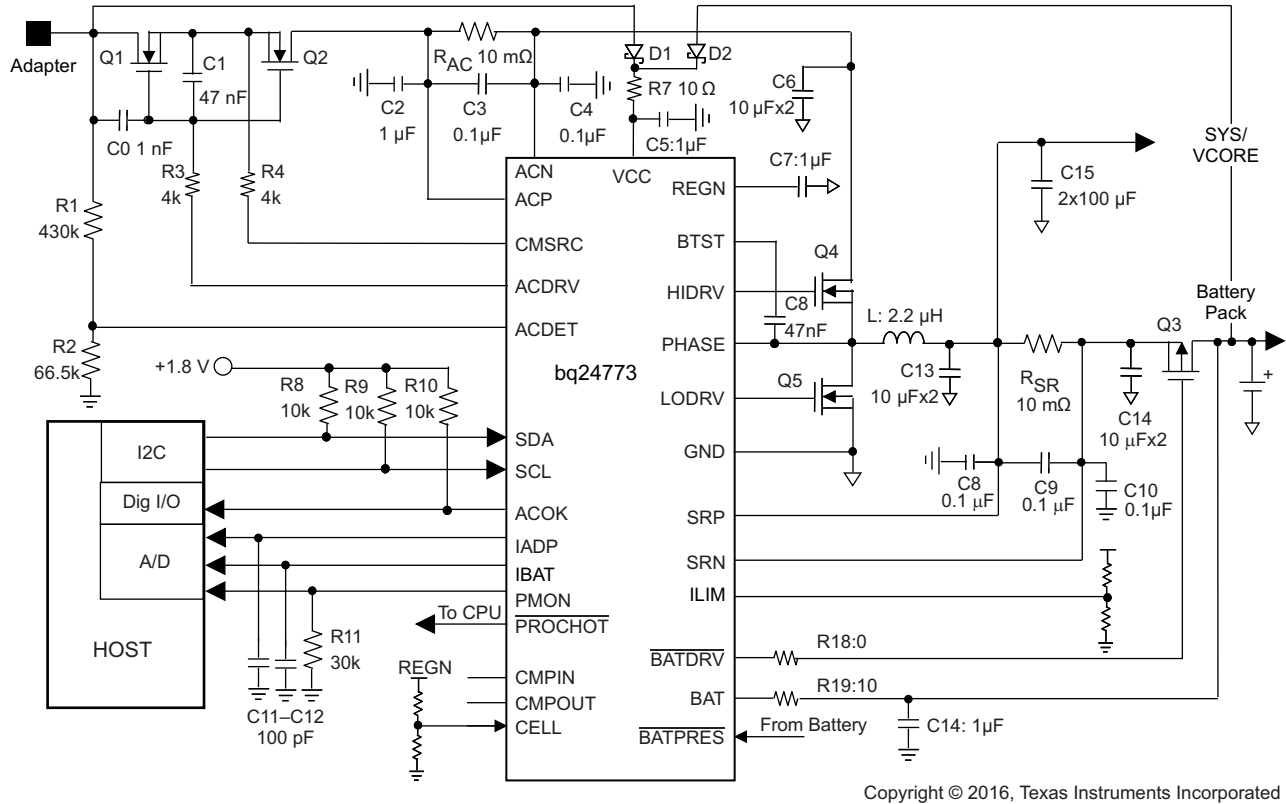 Adapter
Q1
C1
47 nF
Q2
RAC 10 mΩ
D1
D2
R7 10 Ω
C0 1 nF
C2
1 µF
C3
0.1µF
C4
0.1µF
C5:1µF
C6
10 µFx2
R3
4k
R4
4k
R1
430k
R2
66.5k
+1.8 V
R8
10k
R9
10k
R10
10k
ACN
VCC
ACP
CMSRC
ACDRV
ACDET
bq24773
SDA
SCL
ACOK
IADP
IBAT
PMON
PROCHOT
CMPIN
CMPOUT
CELL
REGN
BTST
HIDRV
PHASE
LODRV
GND
SRP
SRN
ILIM
BATDRV
BAT
BATPRES
C7:1µF
Q4
C8
47nF
L: 2.2 µH
Q5
C13
10 µFx2
C15
2x100 µF
SYS/
VCORE
Battery
Pack
Q3
RSR
10 mΩ
C14
10 µFx2
C8
0.1 µF
C9
0.1 µF
C10
0.1µF
R18:0
R19:10
C14: 1µF
From Battery
I2C
Dig I/O
A/D
HOST
To CPU
R11
30k
REGN
C11–C12
100 pF
+
Copyright © 2016, Texas Instruments Incorporated